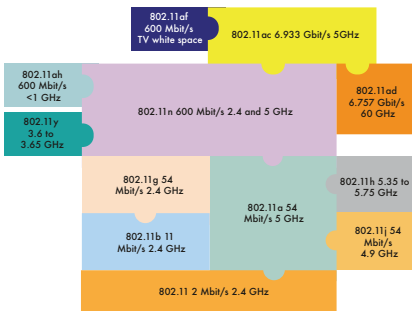 802.11af
600 Mbit/s
TV white space
802.11ac 6.933 Gbit/s 5GHz
802.11ah
600 Mbit/s
<1 GHz
802.11n 600 Mbit/s 2.4 and 5 GHz
802.11ad
6.757 Gbit/s
60 GHz
802.11y
3.6 to
3.65 GHz
802.11g 54
Mbit/s 2.4 GHz
802.11a 54
Mbit/s 5 GHz
802.11h 5.35 to
5.75 GHz
802.11b 11
Mbit/s 2.4 GHz
802.11j 54
Mbit/s
4.9 GHz
802.11 2 Mbit/s 2.4 GHz